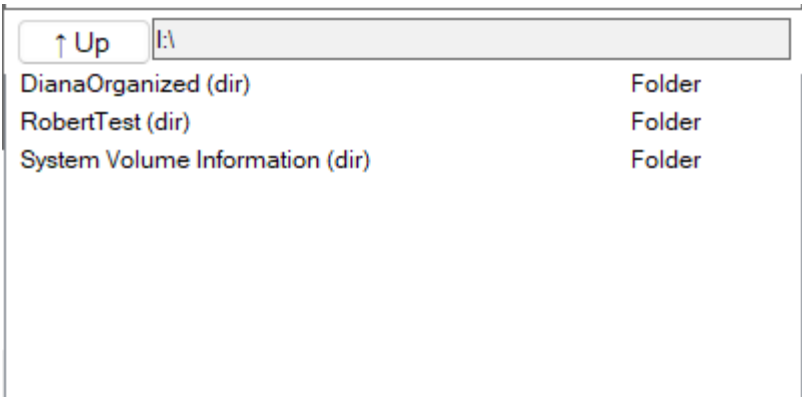 ↑ Up I:\
DianaOrganized (dir) Folder
RobertTest (dir) Folder
System Volume Information (dir) Folder